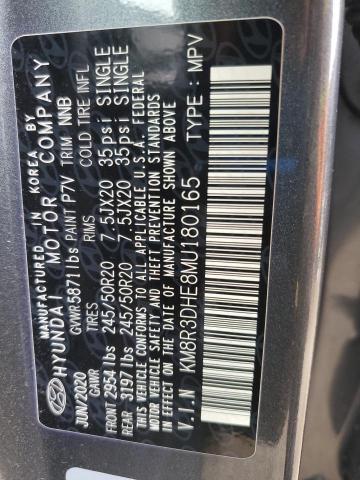 MANUFACTURED IN KOREA BY
HYUNDAI MOTOR COMPANY
GVWR 5871 lbs PAINT P7V TRIM NNB
JUN/2020 TIRES RIMS COLD TIRE INFL
GAWR
FRONT 2954 lbs 245/50R20 7.5JX20 35psi SINGLE
REAR 3197 lbs 245/50R20 7.5JX20 35psi SINGLE
THIS VEHICLE CONFORMS TO ALL APPLICABLE U.S.A. FEDERAL
MOTOR VEHICLE SAFETY AND THEFT PREVENTION STANDARDS
IN EFFECT ON THE DATE OF MANUFACTURE SHOWN ABOVE
V.I.N KM8R3DHE8MU180165 TYPE : MPV